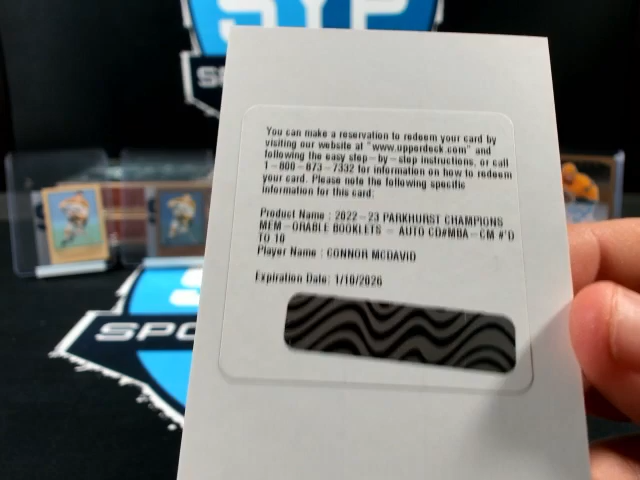 SYP
SPO
You can make a reservation to redeem your card by
visiting our website at "www.upperdeck.com" and
following the easy step-by-step instructions, or call
1-800-873-7332 for information on how to redeem
your card. Please note the following specific
information for this card:
Product Name : 2022-23 PARKHURST CHAMPIONS
MEM-ORABLE BOOKLETS - AUTO CD#MBA-CM #'D
TO 10
Player Name : CONNOR MCDAVID
Expiration Date: 1/10/2026
SPO